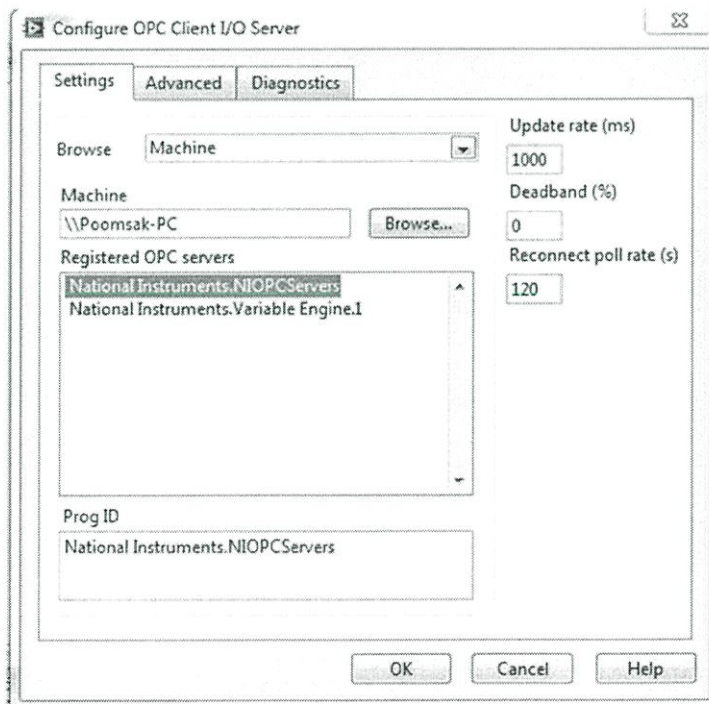 Configure OPC Client I/O Server
Settings
Advanced
Diagnostics
Browse
Machine
Machine
\\Poomsak-PC
Browse...
Registered OPC servers
National Instruments.NIOPCServers
National Instruments.Variable Engine.1
Prog ID
National Instruments.NIOPCServers
Update rate (ms)
1000
Deadband (%)
0
Reconnect poll rate (s)
120
OK
Cancel
Help